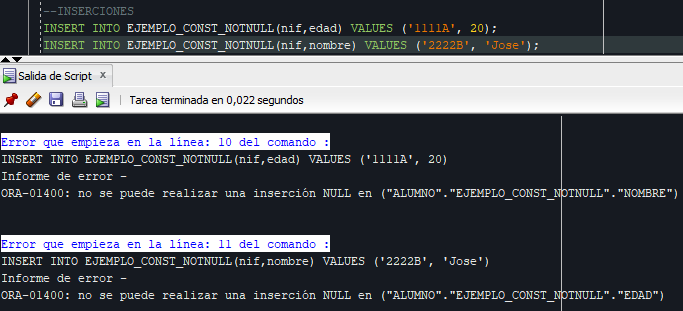 --INSERCIONES
INSERT INTO EJEMPLO_CONST_NOTNULL(nif,edad) VALUES ('1111A', 20);
INSERT INTO EJEMPLO_CONST_NOTNULL(nif,nombre) VALUES ('2222B', 'Jose');
Salida de Script x
Tarea terminada en 0,022 segundos
Error que empieza en la línea: 10 del comando :
INSERT INTO EJEMPLO_CONST_NOTNULL(nif,edad) VALUES ('1111A', 20)
Informe de error -
ORA-01400: no se puede realizar una inserción NULL en ("ALUMNO"."EJEMPLO_CONST_NOTNULL"."NOMBRE")
Error que empieza en la línea: 11 del comando :
INSERT INTO EJEMPLO_CONST_NOTNULL(nif,nombre) VALUES ('2222B', 'Jose')
Informe de error -
ORA-01400: no se puede realizar una inserción NULL en ("ALUMNO"."EJEMPLO_CONST_NOTNULL"."EDAD")